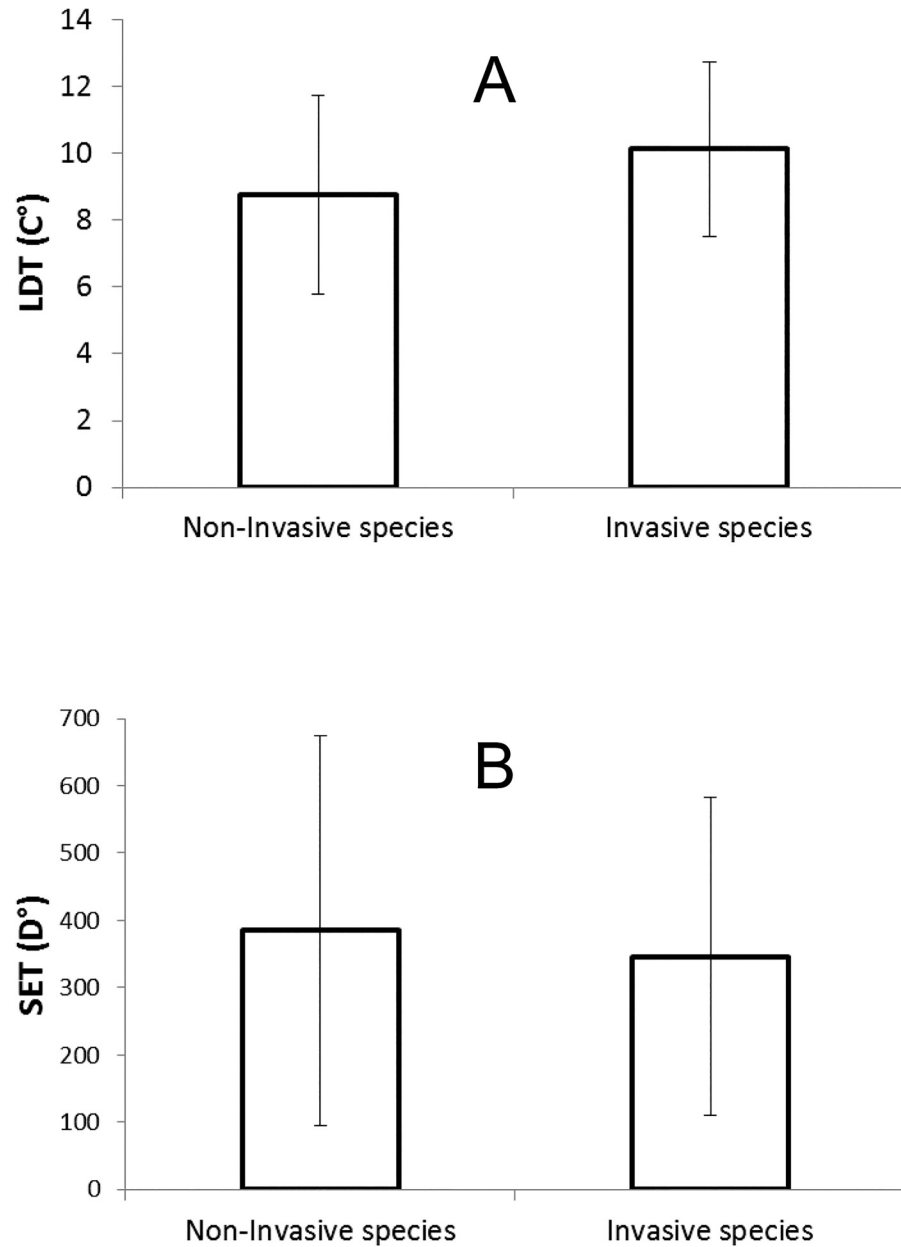 14
A
12
10
8
6
4
2
0
LDT (C°)
Non-Invasive species Invasive species
700
B
600
500
400
300
200
100
0
SET (D°)
Non-Invasive species Invasive species